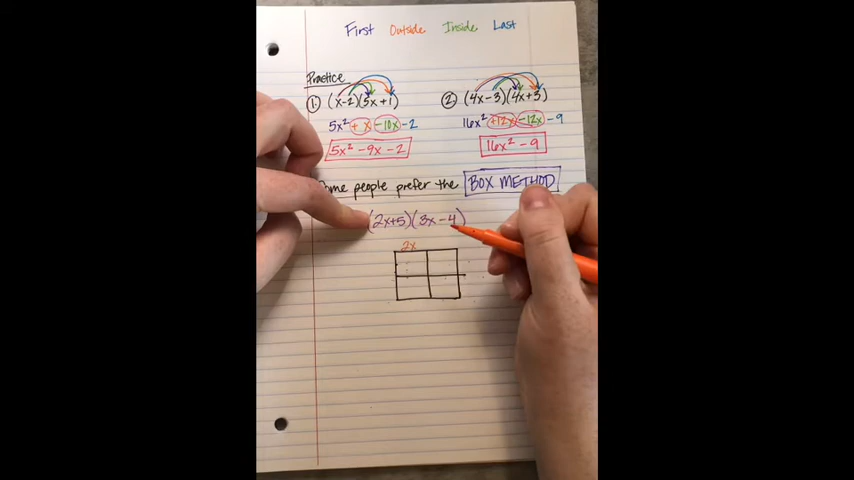 First Outside Inside Last
Practice
1. (x-2)(5x+1)
5x² + x -10x -2
5x² - 9x - 2
2 (4x-3)(4x+3)
16x² +12x -12x -9
16x² - 9
people prefer the BOX METHOD
(2x+5)(3x-4)
2x